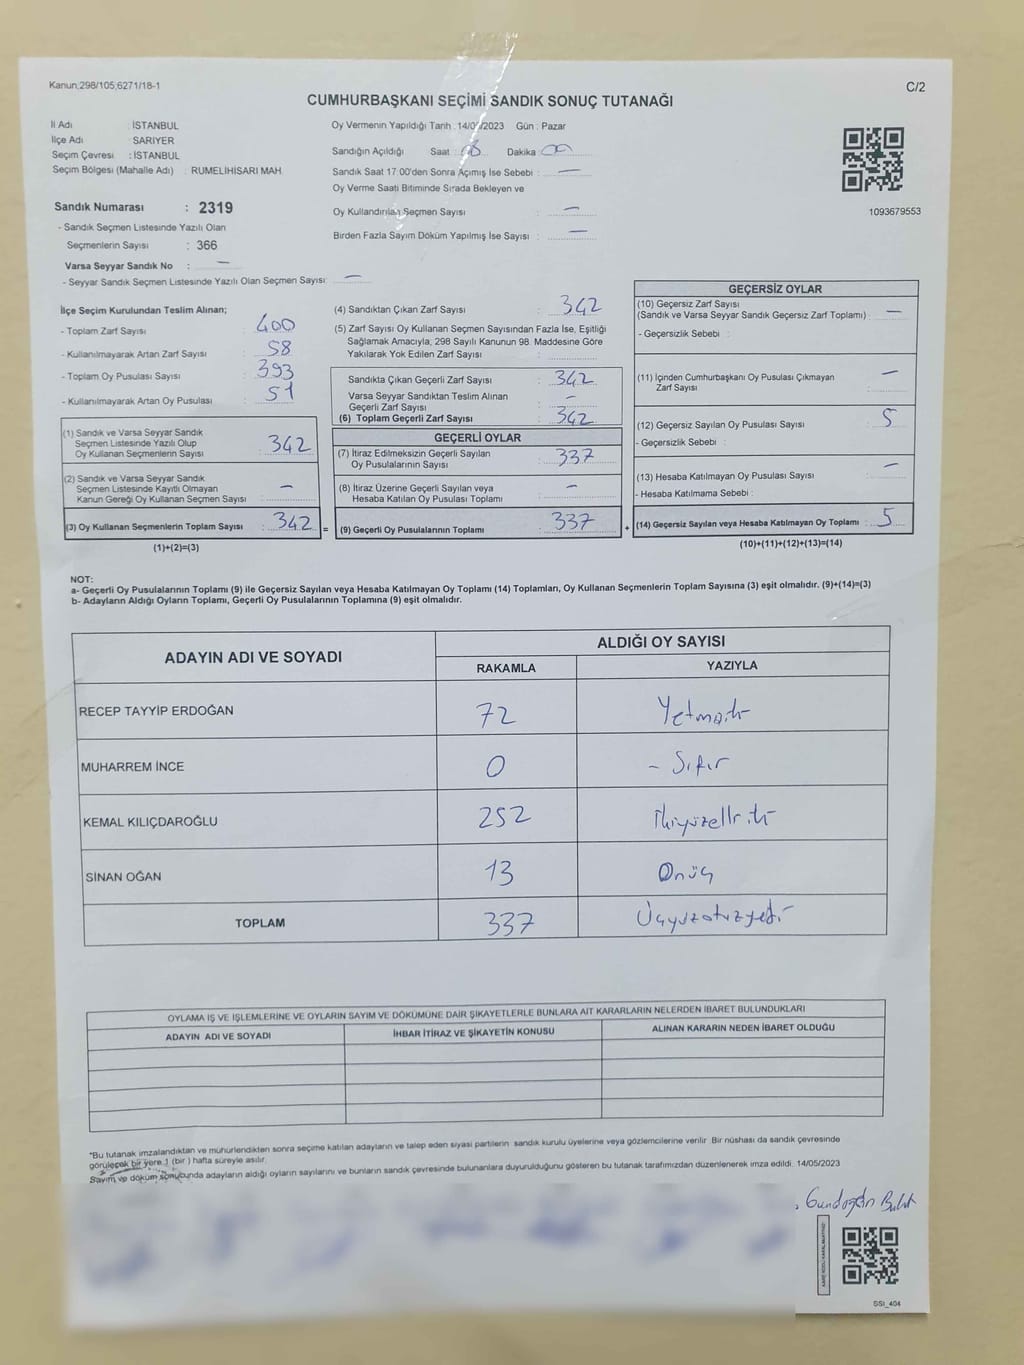 Kanun;298/105;6271/18-1
C/2
CUMHURBAŞKANI SEÇİMİ SANDIK SONUÇ TUTANAĞI
İl Adı : İSTANBUL
İlçe Adı : SARIYER
Seçim Çevresi : İSTANBUL
Seçim Bölgesi (Mahalle Adı) : RUMELİHİSARI MAH.
Sandık Numarası : 2319
- Sandık Seçmen Listesinde Yazılı Olan
Seçmenlerin Sayısı : 366
Varsa Seyyar Sandık No : —
- Seyyar Sandık Seçmen Listesinde Yazılı Olan Seçmen Sayısı: —
Oy Vermenin Yapıldığı Tarih : 14/05/2023 Gün : Pazar
Sandığın Açıldığı Saat : Dakika : 00
Sandık Saat 17.00'den Sonra Açımış İse Sebebi : —
Oy Verme Saati Bitiminde Sırada Bekleyen ve
Oy Kullandırılan Seçmen Sayısı : —
Birden Fazla Sayım Döküm Yapılmış İse Sayısı : —
1093679553
İlçe Seçim Kurulundan Teslim Alınan;
- Toplam Zarf Sayısı : 400
- Kullanılmayarak Artan Zarf Sayısı : 58
- Toplam Oy Pusulası Sayısı : 393
- Kullanılmayarak Artan Oy Pusulası : 51
(1) Sandık ve Varsa Seyyar Sandık
Seçmen Listesinde Yazılı Olup
Oy Kullanan Seçmenlerin Sayısı : 342
(2) Sandık ve Varsa Seyyar Sandık
Seçmen Listesinde Kayıtlı Olmayan
Kanun Gereği Oy Kullanan Seçmen Sayısı : —
(3) Oy Kullanan Seçmenlerin Toplam Sayısı : 342 =
(1)+(2)=(3)
(4) Sandıktan Çıkan Zarf Sayısı : 342
(5) Zarf Sayısı Oy Kullanan Seçmen Sayısından Fazla İse, Eşitliği
Sağlamak Amacıyla; 298 Sayılı Kanunun 98. Maddesine Göre
Yakılarak Yok Edilen Zarf Sayısı :
Sandıkta Çıkan Geçerli Zarf Sayısı : 342
Varsa Seyyar Sandıktan Teslim Alınan
Geçerli Zarf Sayısı : —
(6) Toplam Geçerli Zarf Sayısı : 342
GEÇERLİ OYLAR
(7) İtiraz Edilmeksizin Geçerli Sayılan
Oy Pusulalarının Sayısı : 337
(8) İtiraz Üzerine Geçerli Sayılan veya
Hesaba Katılan Oy Pusulası Toplamı : —
(9) Geçerli Oy Pusulalarının Toplamı : 337 +
GEÇERSİZ OYLAR
(10) Geçersiz Zarf Sayısı
(Sandık ve Varsa Seyyar Sandık Geçersiz Zarf Toplamı) : —
- Geçersizlik Sebebi :
(11) İçinden Cumhurbaşkanı Oy Pusulası Çıkmayan
Zarf Sayısı : —
(12) Geçersiz Sayılan Oy Pusulası Sayısı : 5
- Geçersizlik Sebebi :
(13) Hesaba Katılmayan Oy Pusulası Sayısı : —
- Hesaba Katılmama Sebebi :
(14) Geçersiz Sayılan veya Hesaba Katılmayan Oy Toplamı : 5
(10)+(11)+(12)+(13)=(14)
NOT:
a- Geçerli Oy Pusulalarının Toplamı (9) ile Geçersiz Sayılan veya Hesaba Katılmayan Oy Toplamı (14) Toplamları, Oy Kullanan Seçmenlerin Toplam Sayısına (3) eşit olmalıdır. (9)+(14)=(3)
b- Adayların Aldığı Oyların Toplamı, Geçerli Oy Pusulalarının Toplamına (9) eşit olmalıdır.
ADAYIN ADI VE SOYADI ALDIĞI OY SAYISI
RAKAMLA YAZIYLA
RECEP TAYYİP ERDOĞAN 72 Yetmişiki
MUHARREM İNCE 0 - Sıfır
KEMAL KILIÇDAROĞLU 252 İkiyüzelliiki
SİNAN OĞAN 13 Onüç
TOPLAM 337 Üçyüzotuzyedi
OYLAMA İŞ VE İŞLEMLERİNE VE OYLARIN SAYIM VE DÖKÜMÜNE DAİR ŞİKAYETLERLE BUNLARA AİT KARARLARIN NELERDEN İBARET BULUNDUKLARI
ADAYIN ADI VE SOYADI İHBAR İTİRAZ VE ŞİKAYETİN KONUSU ALINAN KARARIN NEDEN İBARET OLDUĞU
*Bu tutanak imzalandıktan ve mühürlendikten sonra seçime katılan adayların ve talep eden siyasi partilerin sandık kurulu üyelerine veya gözlemcilerine verilir. Bir nüshası da sandık çevresinde
görülecek bir yere 1 (bir ) hafta süreyle asılır.
Sayım ve döküm sonucunda adayların aldığı oyların sayılarını ve bunların sandık çevresinde bulunanlara duyurulduğunu gösteren bu tutanak tarafımızdan düzenlenerek imza edildi. 14/05/2023
Gundoğdn Bulut
SSI_404